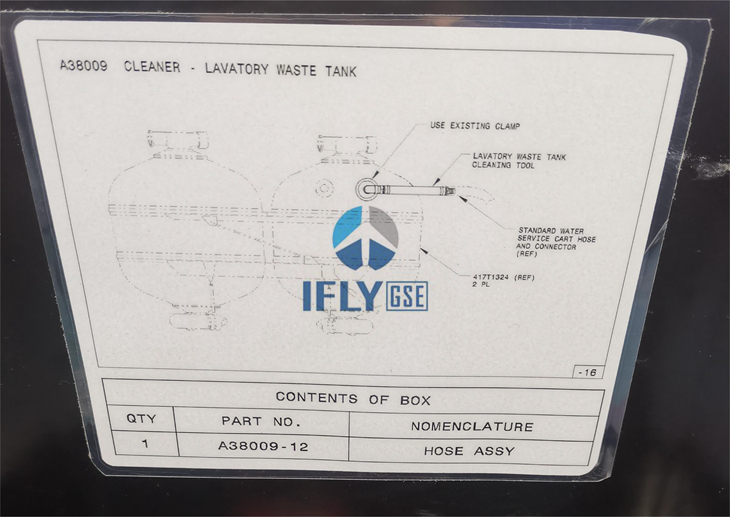 A38009 CLEANER - LAVATORY WASTE TANK
USE EXISTING CLAMP
LAVATORY WASTE TANK
CLEANING TOOL
STANDARD WATER
SERVICE CART HOSE
AND CONNECTOR
(REF)
417T1324 (REF)
2 PL
IFLY GSE
-16
CONTENTS OF BOX
QTY PART NO. NOMENCLATURE
1 A38009-12 HOSE ASSY